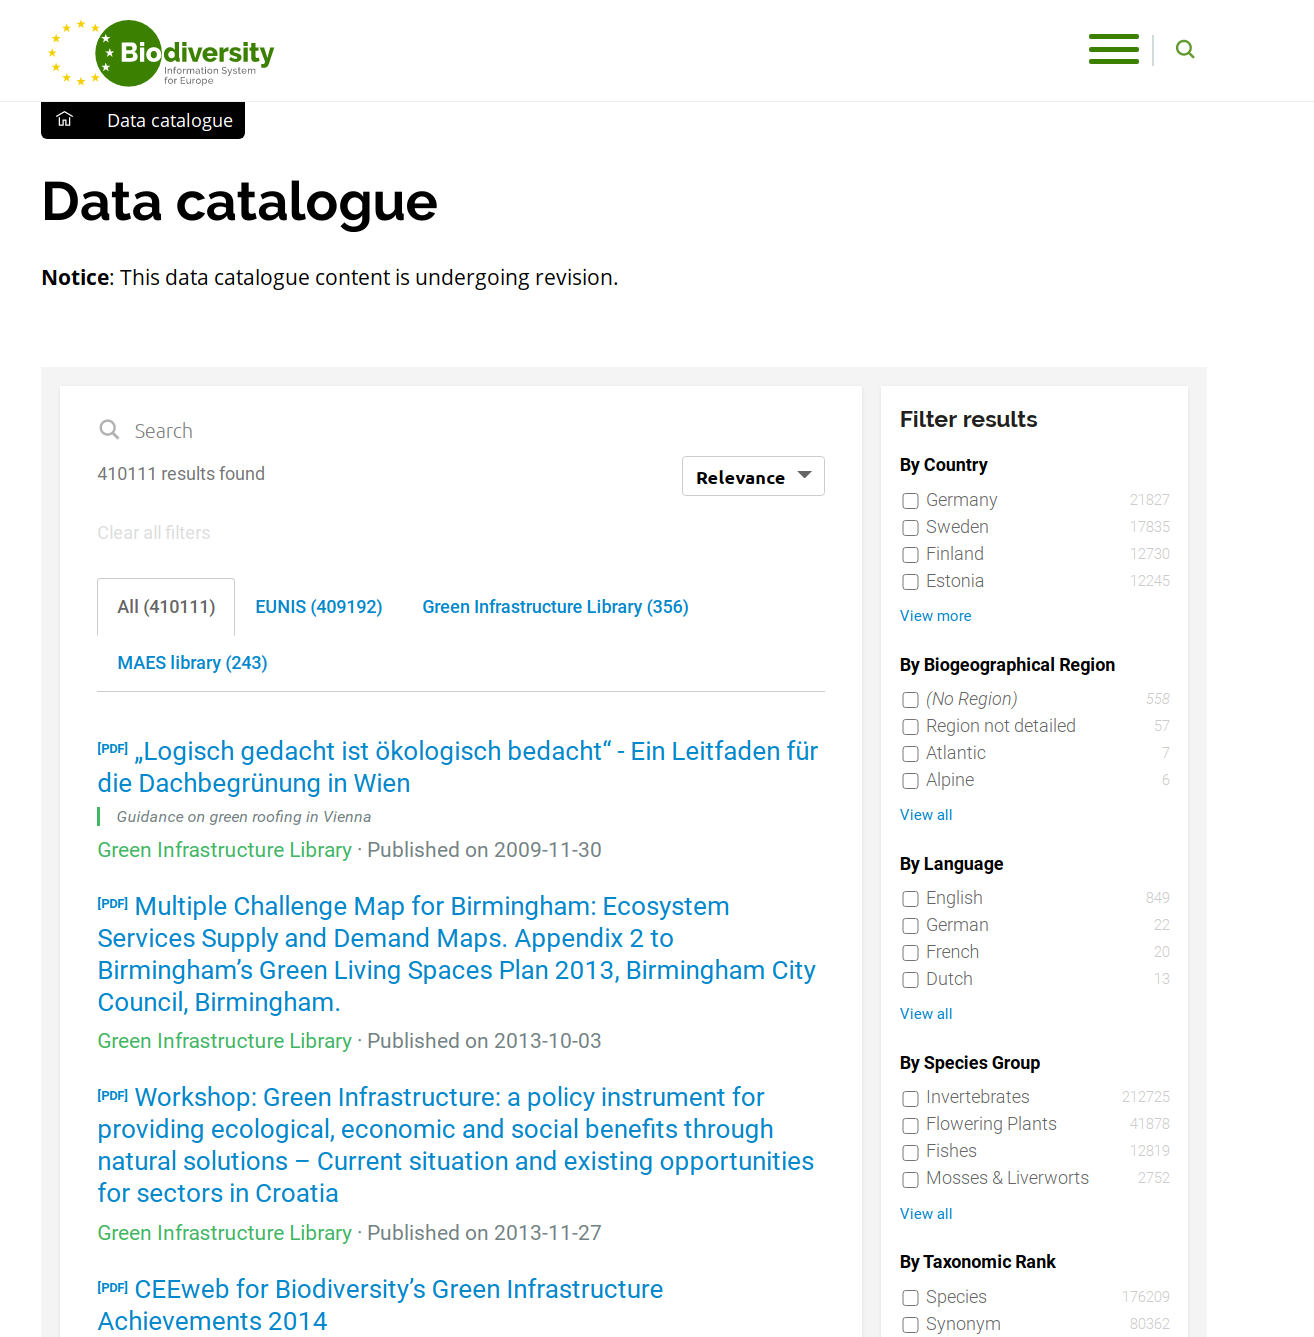 Biodiversity
Information System
for Europe
Data catalogue
Data catalogue
Notice: This data catalogue content is undergoing revision.
Search
410111 results found
Relevance
Clear all filters
All (410111)
EUNIS (409192)
Green Infrastructure Library (356)
MAES library (243)
[PDF] „Logisch gedacht ist ökologisch bedacht“ - Ein Leitfaden für
die Dachbegrünung in Wien
Guidance on green roofing in Vienna
Green Infrastructure Library · Published on 2009-11-30
[PDF] Multiple Challenge Map for Birmingham: Ecosystem
Services Supply and Demand Maps. Appendix 2 to
Birmingham’s Green Living Spaces Plan 2013, Birmingham City
Council, Birmingham.
Green Infrastructure Library · Published on 2013-10-03
[PDF] Workshop: Green Infrastructure: a policy instrument for
providing ecological, economic and social benefits through
natural solutions – Current situation and existing opportunities
for sectors in Croatia
Green Infrastructure Library · Published on 2013-11-27
[PDF] CEEweb for Biodiversity’s Green Infrastructure
Achievements 2014
Filter results
By Country
Germany 21827
Sweden 17835
Finland 12730
Estonia 12245
View more
By Biogeographical Region
(No Region) 558
Region not detailed 57
Atlantic 7
Alpine 6
View all
By Language
English 849
German 22
French 20
Dutch 13
View all
By Species Group
Invertebrates 212725
Flowering Plants 41878
Fishes 12819
Mosses & Liverworts 2752
View all
By Taxonomic Rank
Species 176209
Synonym 80362